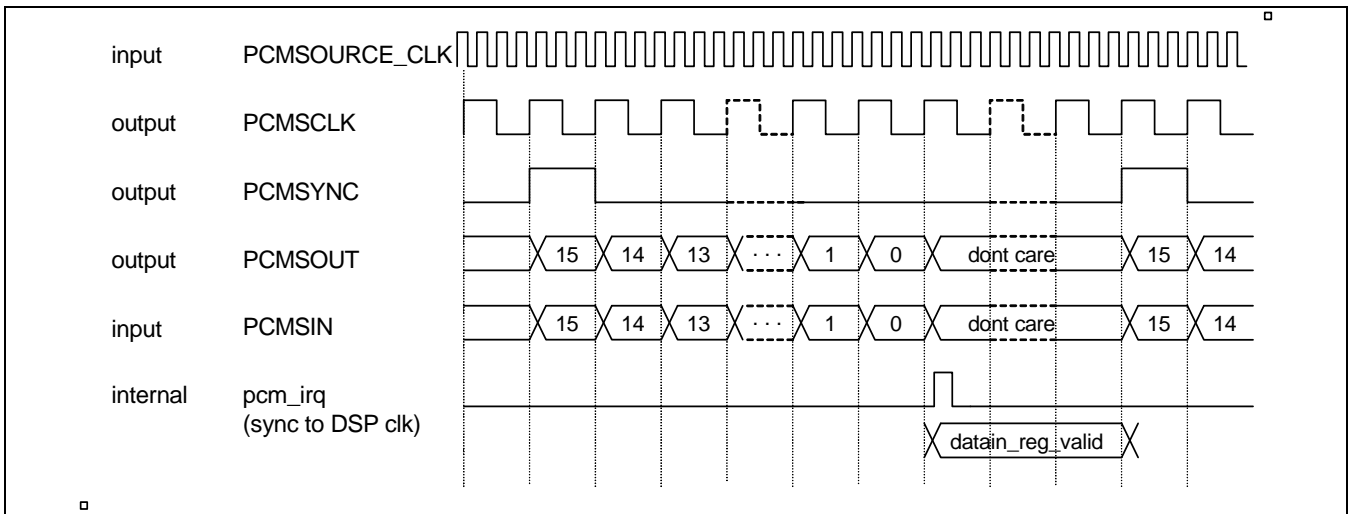 input PCMSOURCE_CLK
output PCMSCLK
output PCMSYNC
output PCMSOUT 15 14 13 · · · 1 0 dont care 15 14
input PCMSIN 15 14 13 · · · 1 0 dont care 15 14
internal pcm_irq
(sync to DSP clk)
datain_reg_valid